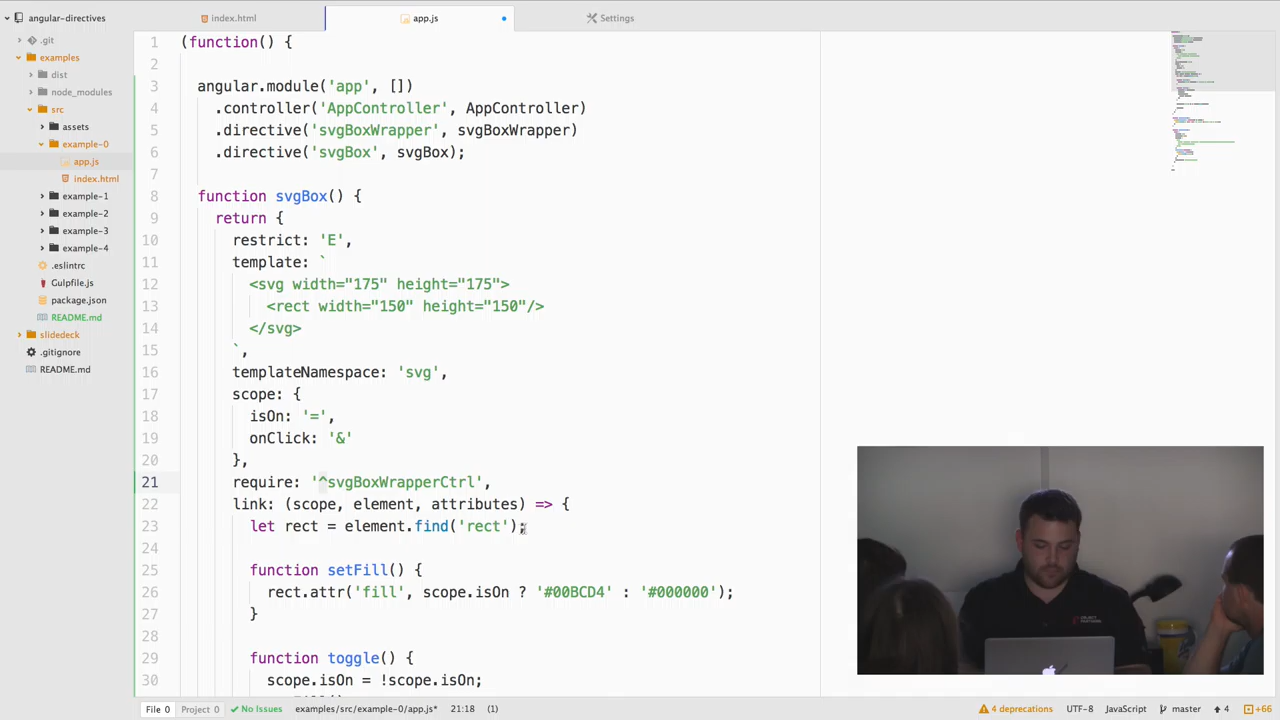 angular-directives
index.html
app.js
Settings
.git
examples
dist
node_modules
src
assets
example-0
app.js
index.html
example-1
example-2
example-3
example-4
.eslintrc
Gulpfile.js
package.json
README.md
slidedeck
.gitignore
README.md
1 (function() {
2
3 angular.module('app', [])
4 .controller('AppController', AppController)
5 .directive('svgBoxWrapper', svgBoxWrapper)
6 .directive('svgBox', svgBox);
7
8 function svgBox() {
9 return {
10 restrict: 'E',
11 template: `
12 <svg width="175" height="175">
13 <rect width="150" height="150"/>
14 </svg>
15 `,
16 templateNamespace: 'svg',
17 scope: {
18 isOn: '=',
19 onClick: '&'
20 },
21 require: '^svgBoxWrapperCtrl',
22 link: (scope, element, attributes) => {
23 let rect = element.find('rect');
24
25 function setFill() {
26 rect.attr('fill', scope.isOn ? '#00BCD4' : '#000000');
27 }
28
29 function toggle() {
30 scope.isOn = !scope.isOn;
File 0 Project 0 No Issues examples/src/example-0/app.js* 21:18 (1) 4 deprecations UTF-8 JavaScript master 4 +66